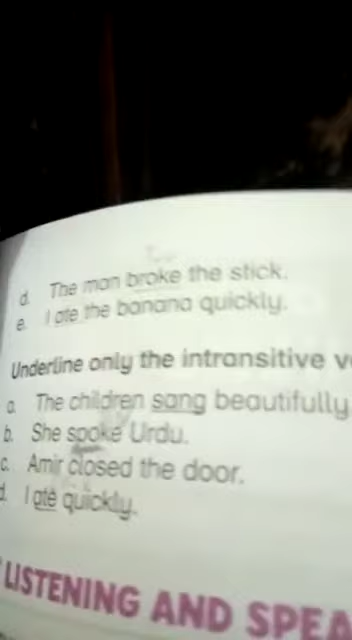 d. The man broke the stick.
e. I ate the banana quickly.
Underline only the intransitive v
a. The children sang beautifully
b. She spoke Urdu.
c. Amir closed the door.
d. I ate quickly.
LISTENING AND SPEA